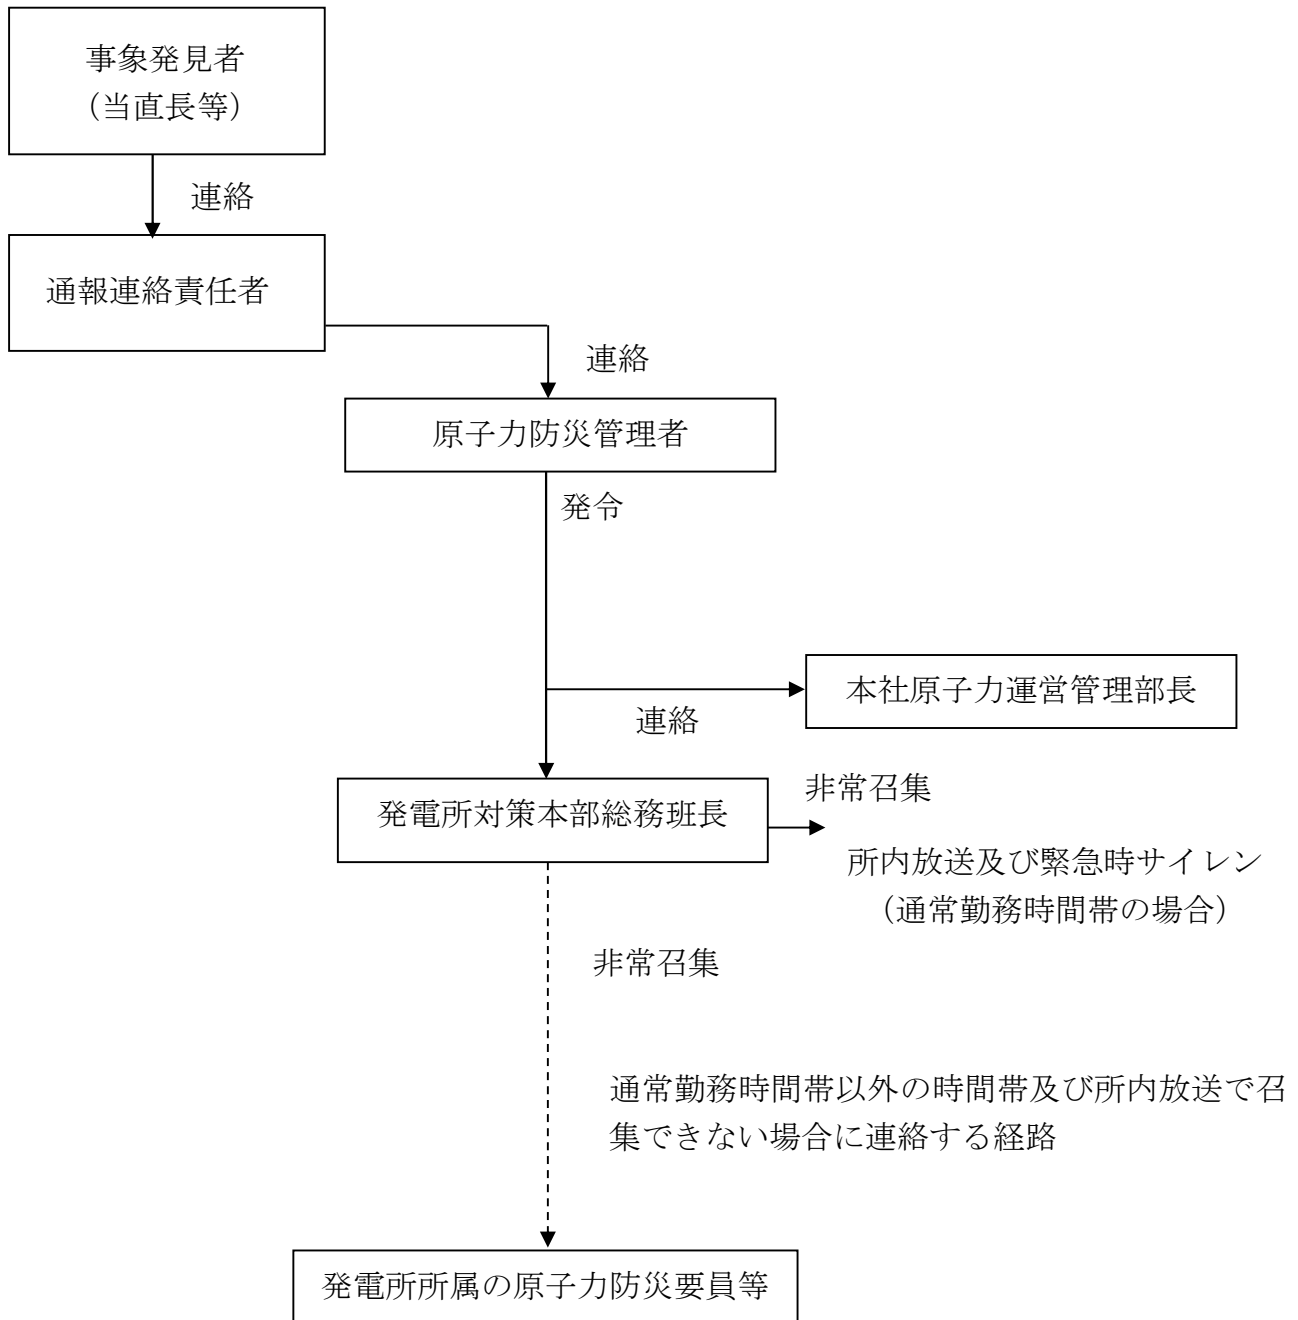 事象発見者
(当直長等)
連絡
通報連絡責任者
連絡
原子力防災管理者
発令
本社原子力運営管理部長
連絡
発電所対策本部総務班長
非常召集
所内放送及び緊急時サイレン
(通常勤務時間帯の場合)
非常召集
通常勤務時間帯以外の時間帯及び所内放送で召
集できない場合に連絡する経路
発電所所属の原子力防災要員等